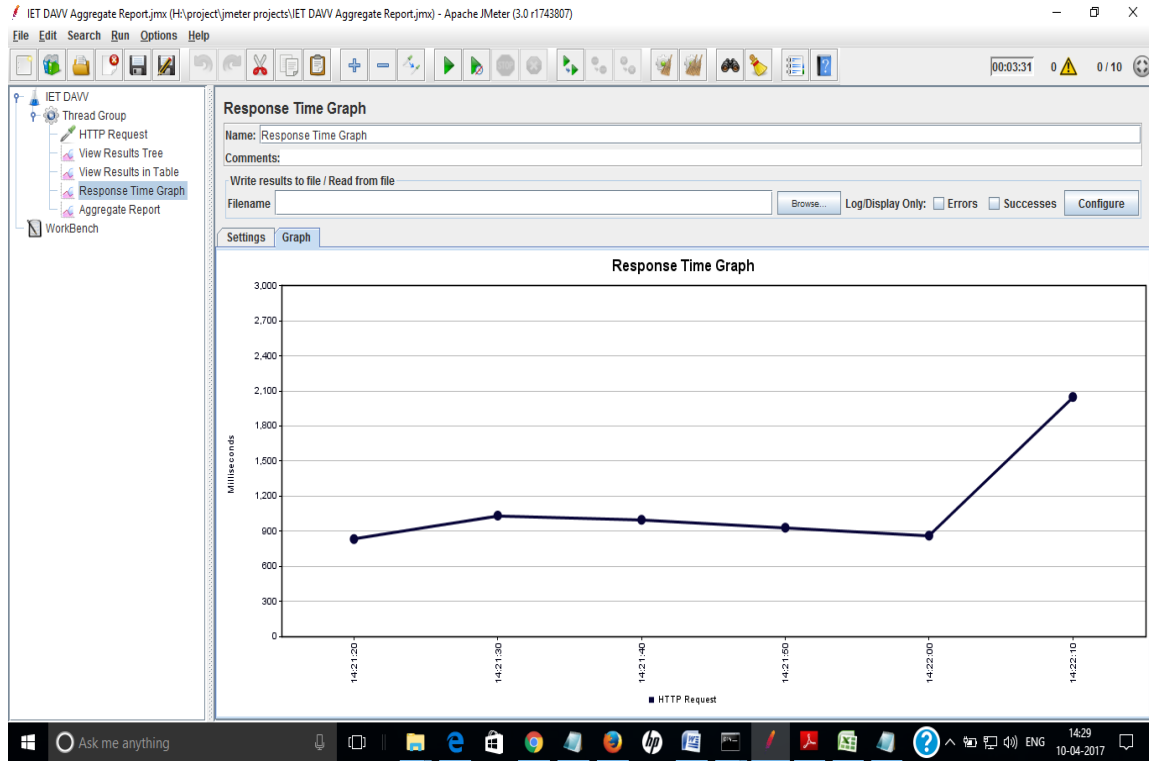 IET DAVV Aggregate Report.jmx (H:\project\jmeter projects\IET DAVV Aggregate Report.jmx) - Apache JMeter (3.0 r1743807)
File Edit Search Run Options Help
00:03:31 0 0 / 10
IET DAVV
Thread Group
HTTP Request
View Results Tree
View Results in Table
Response Time Graph
Aggregate Report
WorkBench
Response Time Graph
Name: Response Time Graph
Comments:
Write results to file / Read from file
Filename Browse... Log/Display Only: Errors Successes Configure
Settings Graph
Response Time Graph
3,000
2,700
2,400
2,100
1,800
1,500
1,200
900
600
300
0
Milliseconds
14:21:20 14:21:30 14:21:40 14:21:50 14:22:00 14:22:10
HTTP Request
Ask me anything
hp
ENG
14:29
10-04-2017